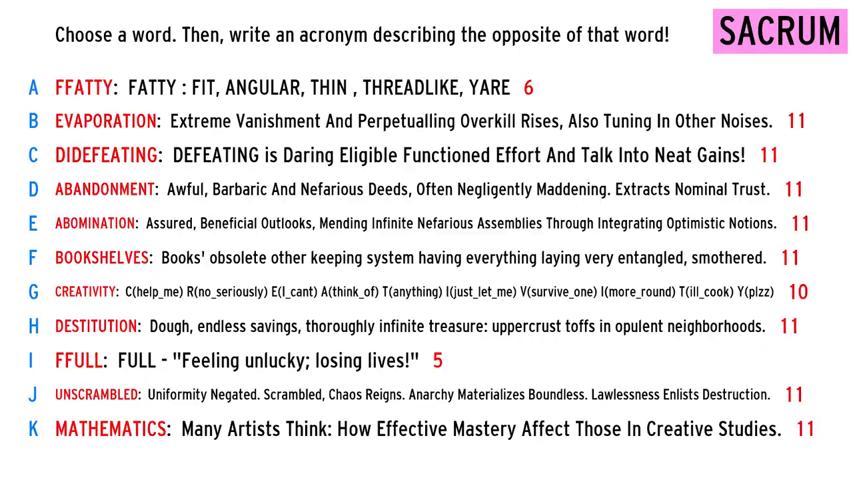 Choose a word. Then, write an acronym describing the opposite of that word!
SACRUM
A FFATTY: FATTY : FIT, ANGULAR, THIN , THREADLIKE, YARE 6
B EVAPORATION: Extreme Vanishment And Perpetualling Overkill Rises, Also Tuning In Other Noises. 11
C DIDEFEATING: DEFEATING is Daring Eligible Functioned Effort And Talk Into Neat Gains! 11
D ABANDONMENT: Awful, Barbaric And Nefarious Deeds, Often Negligently Maddening. Extracts Nominal Trust. 11
E ABOMINATION: Assured, Beneficial Outlooks, Mending Infinite Nefarious Assemblies Through Integrating Optimistic Notions. 11
F BOOKSHELVES: Books' obsolete other keeping system having everything laying very entangled, smothered. 11
G CREATIVITY: C(help_me) R(no_seriously) E(I_cant) A(think_of) T(anything) I(just_let_me) V(survive_one) I(more_round) T(ill_cook) Y(plzz) 10
H DESTITUTION: Dough, endless savings, thoroughly infinite treasure: uppercrust toffs in opulent neighborhoods. 11
I FFULL: FULL - "Feeling unlucky; losing lives!" 5
J UNSCRAMBLED: Uniformity Negated. Scrambled, Chaos Reigns. Anarchy Materializes Boundless. Lawlessness Enlists Destruction. 11
K MATHEMATICS: Many Artists Think: How Effective Mastery Affect Those In Creative Studies. 11